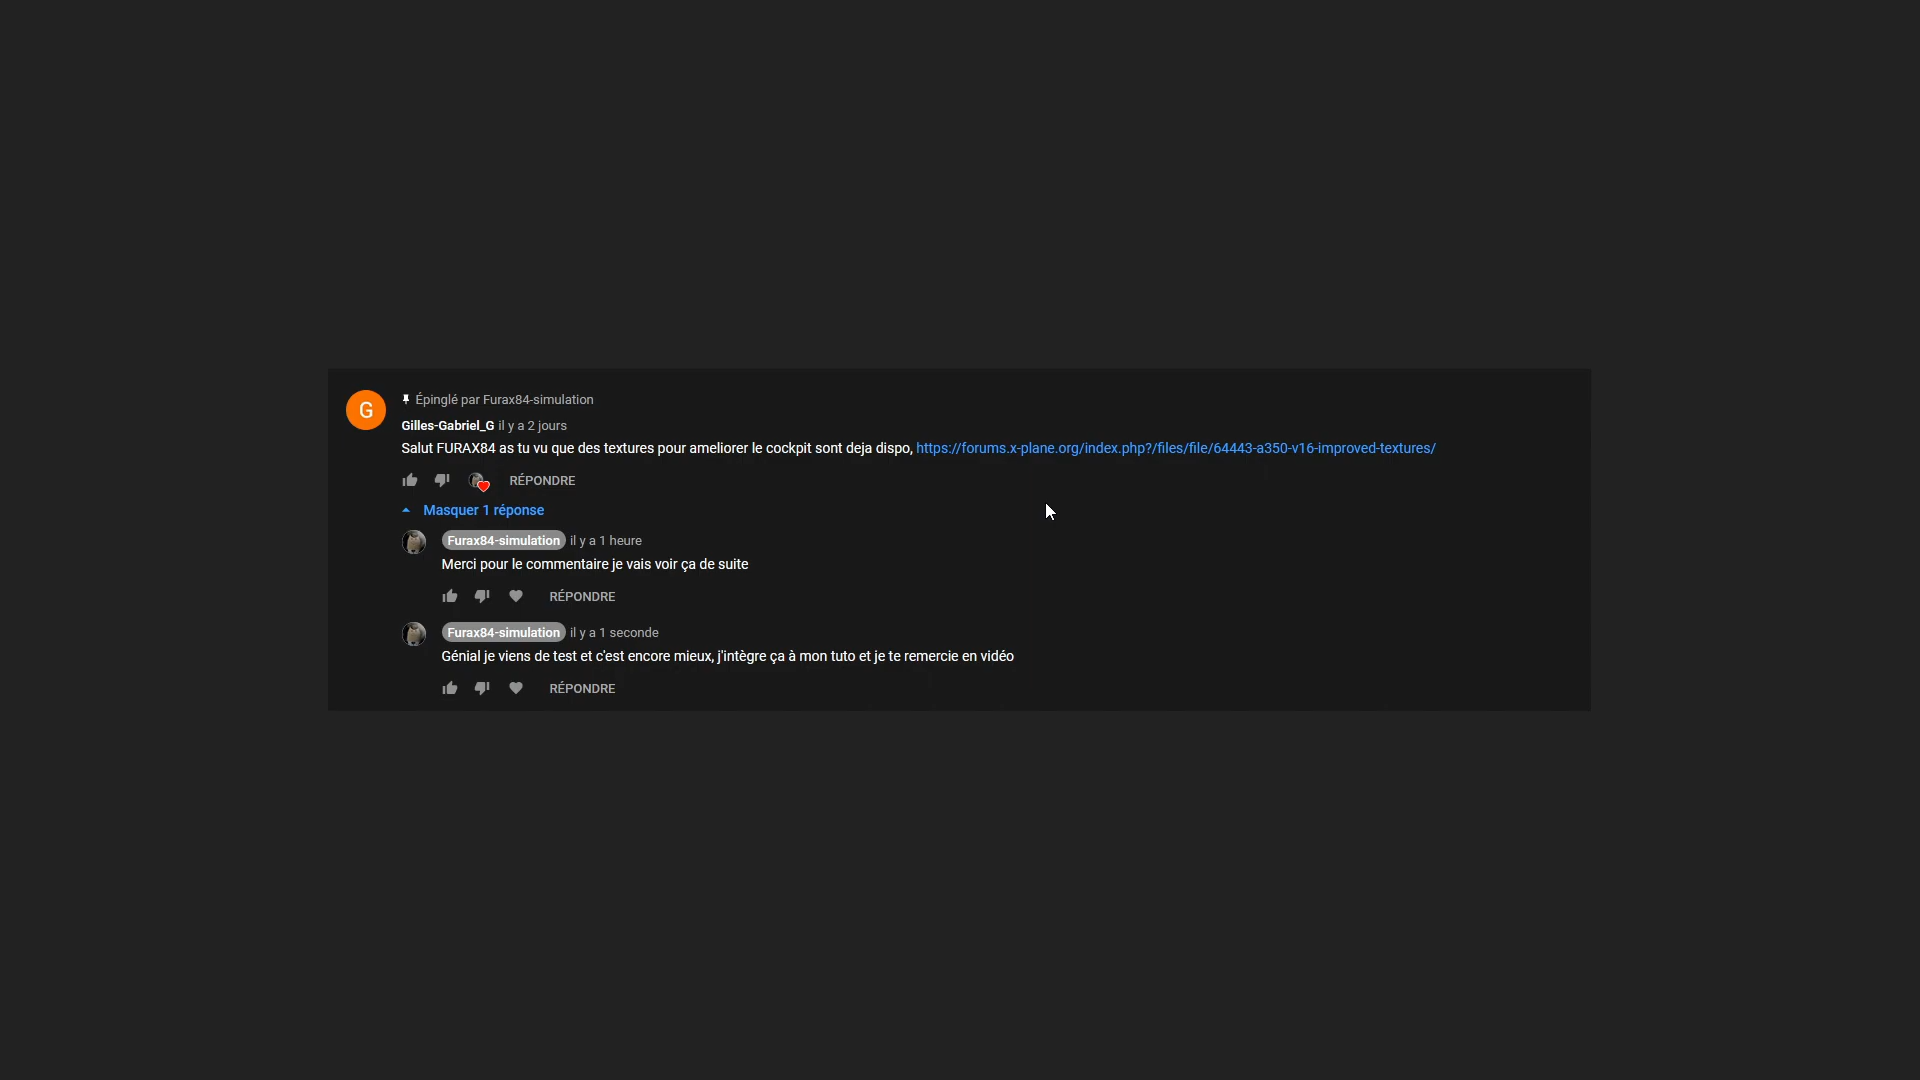 G
Épinglé par Furax84-simulation
Gilles-Gabriel_G il y a 2 jours
Salut FURAX84 as tu vu que des textures pour ameliorer le cockpit sont deja dispo, https://forums.x-plane.org/index.php?/files/file/64443-a350-v16-improved-textures/
RÉPONDRE
Masquer 1 réponse
Furax84-simulation il y a 1 heure
Merci pour le commentaire je vais voir ça de suite
RÉPONDRE
Furax84-simulation il y a 1 seconde
Génial je viens de test et c'est encore mieux, j'intègre ça à mon tuto et je te remercie en vidéo
RÉPONDRE